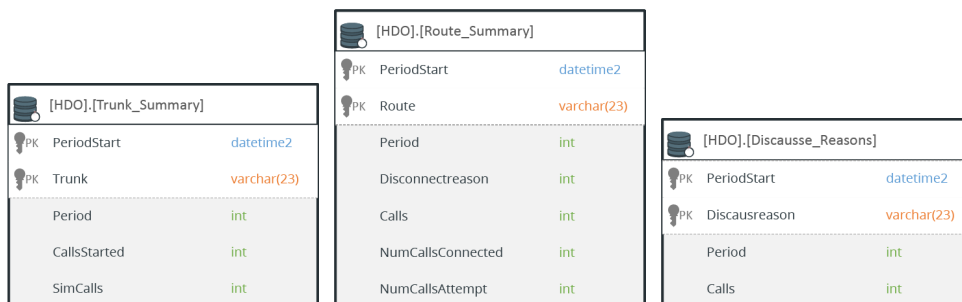 [HDO].[Trunk_Summary]
PK PeriodStart datetime2
PK Trunk varchar(23)
Period int
CallsStarted int
SimCalls int
[HDO].[Route_Summary]
PK PeriodStart datetime2
PK Route varchar(23)
Period int
Disconnectreason int
Calls int
NumCallsConnected int
NumCallsAttempt int
[HDO].[Discausse_Reasons]
PK PeriodStart datetime2
PK Discausreason varchar(23)
Period int
Calls int